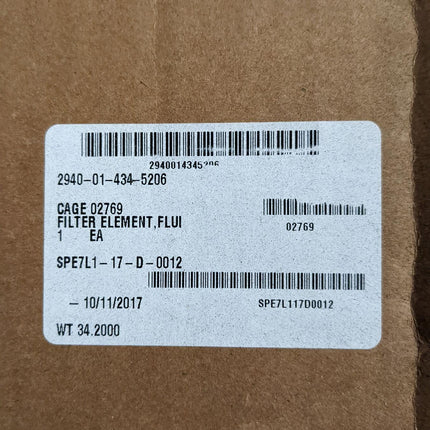 2940014345206
2940-01-434-5206
CAGE 02769
FILTER ELEMENT,FLUI
1 EA
02769
SPE7L1-17-D-0012
- 10/11/2017
SPE7L117D0012
WT 34.2000